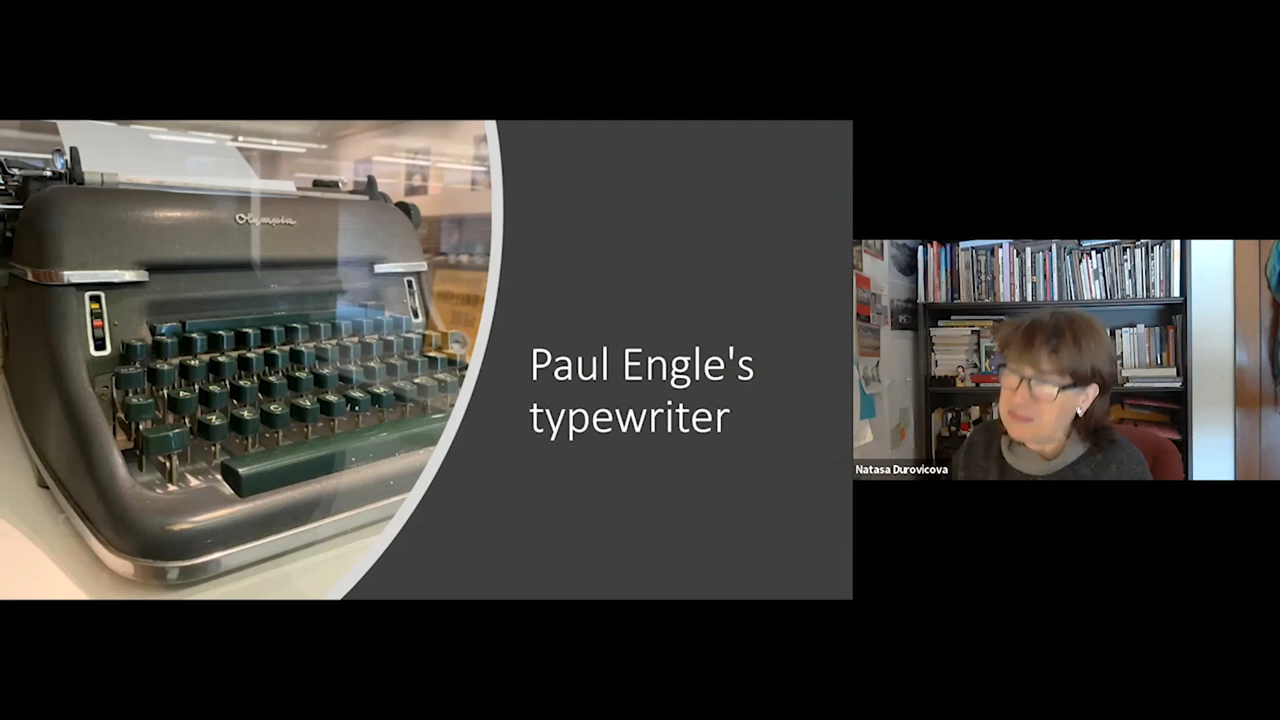 Olympia
Paul Engle's
typewriter
Natasa Durovicova